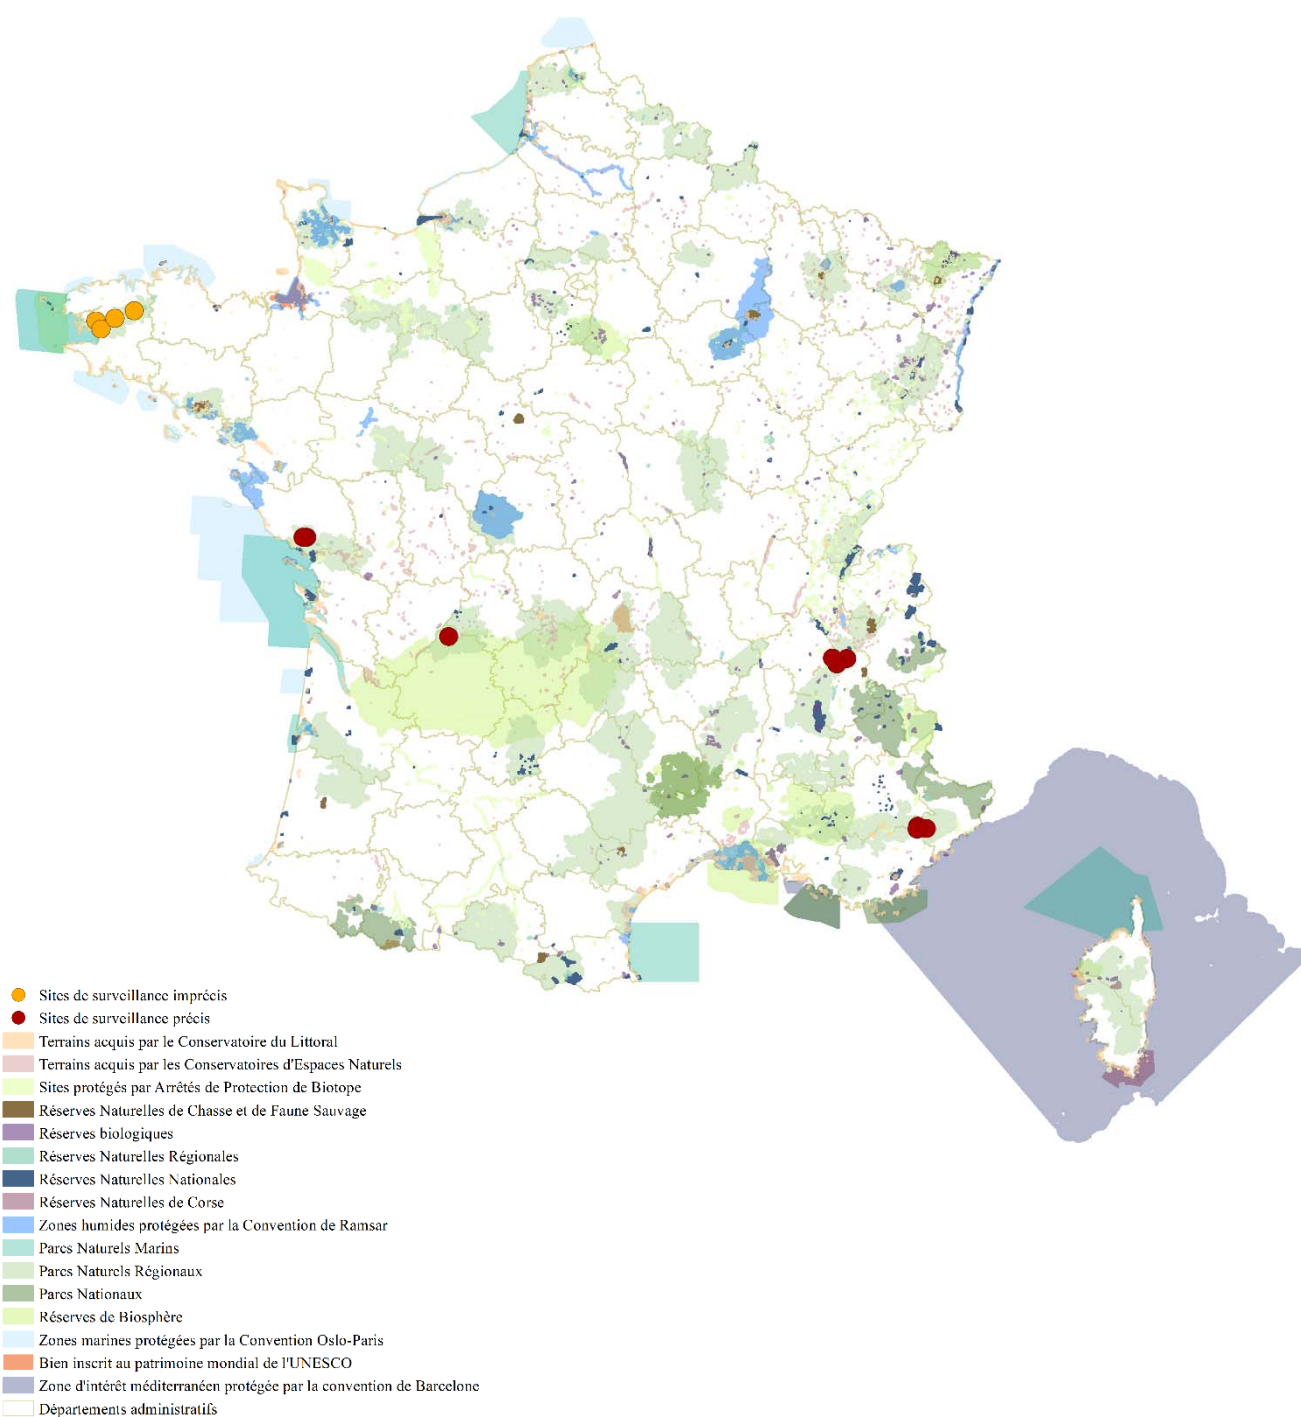 Sites de surveillance imprécis
Sites de surveillance précis
Terrains acquis par le Conservatoire du Littoral
Terrains acquis par les Conservatoires d'Espaces Naturels
Sites protégés par Arrêtés de Protection de Biotope
Réserves Naturelles de Chasse et de Faune Sauvage
Réserves biologiques
Réserves Naturelles Régionales
Réserves Naturelles Nationales
Réserves Naturelles de Corse
Zones humides protégées par la Convention de Ramsar
Parcs Naturels Marins
Parcs Naturels Régionaux
Parcs Nationaux
Réserves de Biosphère
Zones marines protégées par la Convention Oslo-Paris
Bien inscrit au patrimoine mondial de l'UNESCO
Zone d'intérêt méditerranéen protégée par la convention de Barcelone
Départements administratifs